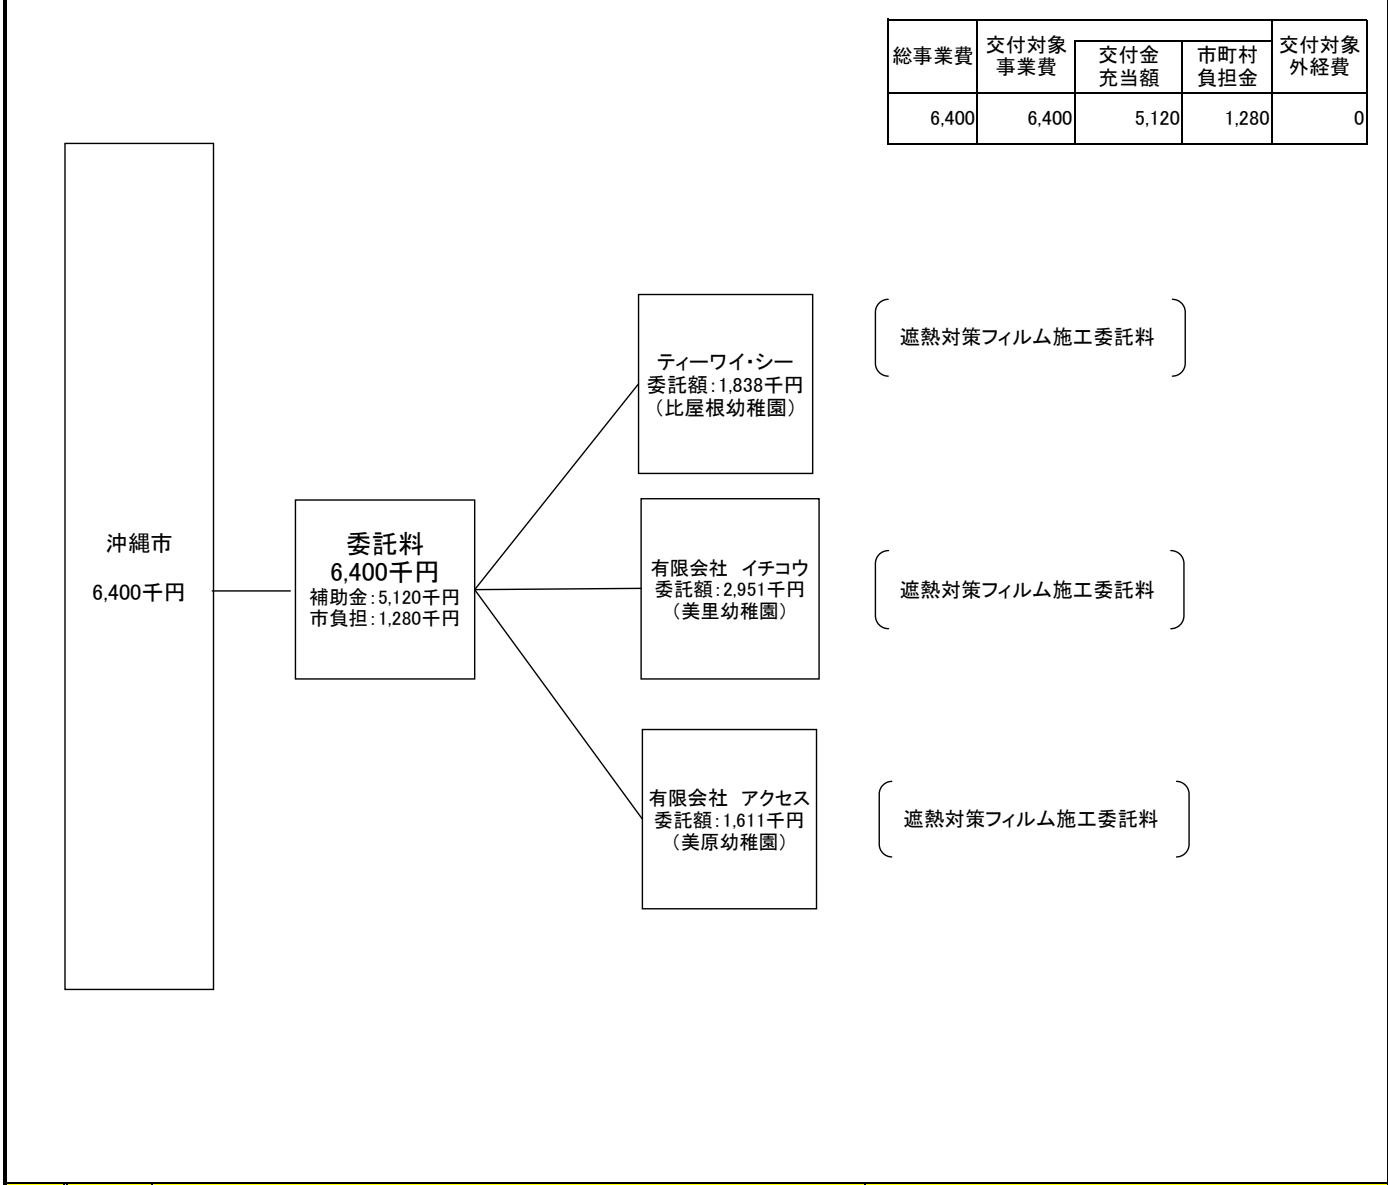 総事業費
交付対象
事業費
交付金
充当額
市町村
負担金
交付対象
外経費
6,400 6,400 5,120 1,280 0
沖縄市
6,400千円
委託料
6,400千円
補助金：5,120千円
市負担：1,280千円
ティーワイ・シー
委託額：1,838千円
（比屋根幼稚園）
遮熱対策フィルム施工委託料
有限会社　イチコウ
委託額：2,951千円
（美里幼稚園）
遮熱対策フィルム施工委託料
有限会社　アクセス
委託額：1,611千円
（美原幼稚園）
遮熱対策フィルム施工委託料